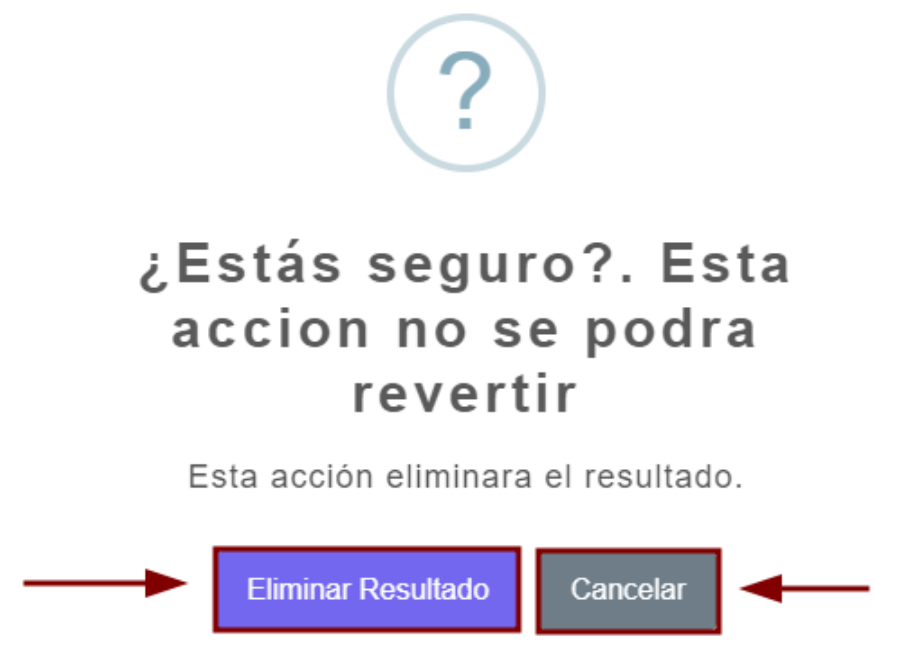 ?
¿Estás seguro?. Esta
accion no se podra
revertir
Esta acción eliminara el resultado.
Eliminar Resultado Cancelar